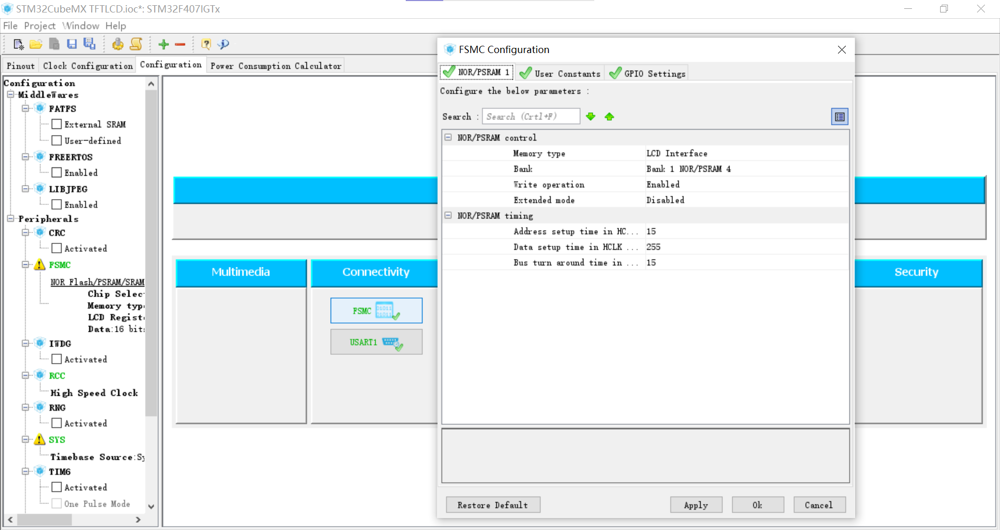 STM32CubeMX TFTLCD.ioc*: STM32F407IGTx
File Project Window Help
Pinout Clock Configuration Configuration Power Consumption Calculator
Configuration
MiddleWares
FATFS
External SRAM
User-defined
FREERTOS
Enabled
LIBJPEG
Enabled
Peripherals
CRC
Activated
FSMC
NOR Flash/PSRAM/SRAM
Chip Selec
Memory typ
LCD Regist
Data:16 bit
IWDG
Activated
RCC
High Speed Clock
RNG
Activated
SYS
Timebase Source:Sy
TIM6
Activated
One Pulse Mode
Multimedia
Connectivity
FSMC
USART1
Security
FSMC Configuration
NOR/PSRAM 1 User Constants GPIO Settings
Configure the below parameters :
Search : Search (Crtl+F)
NOR/PSRAM control
Memory type LCD Interface
Bank Bank 1 NOR/PSRAM 4
Write operation Enabled
Extended mode Disabled
NOR/PSRAM timing
Address setup time in HC... 15
Data setup time in HCLK ... 255
Bus turn around time in ... 15
Restore Default Apply Ok Cancel